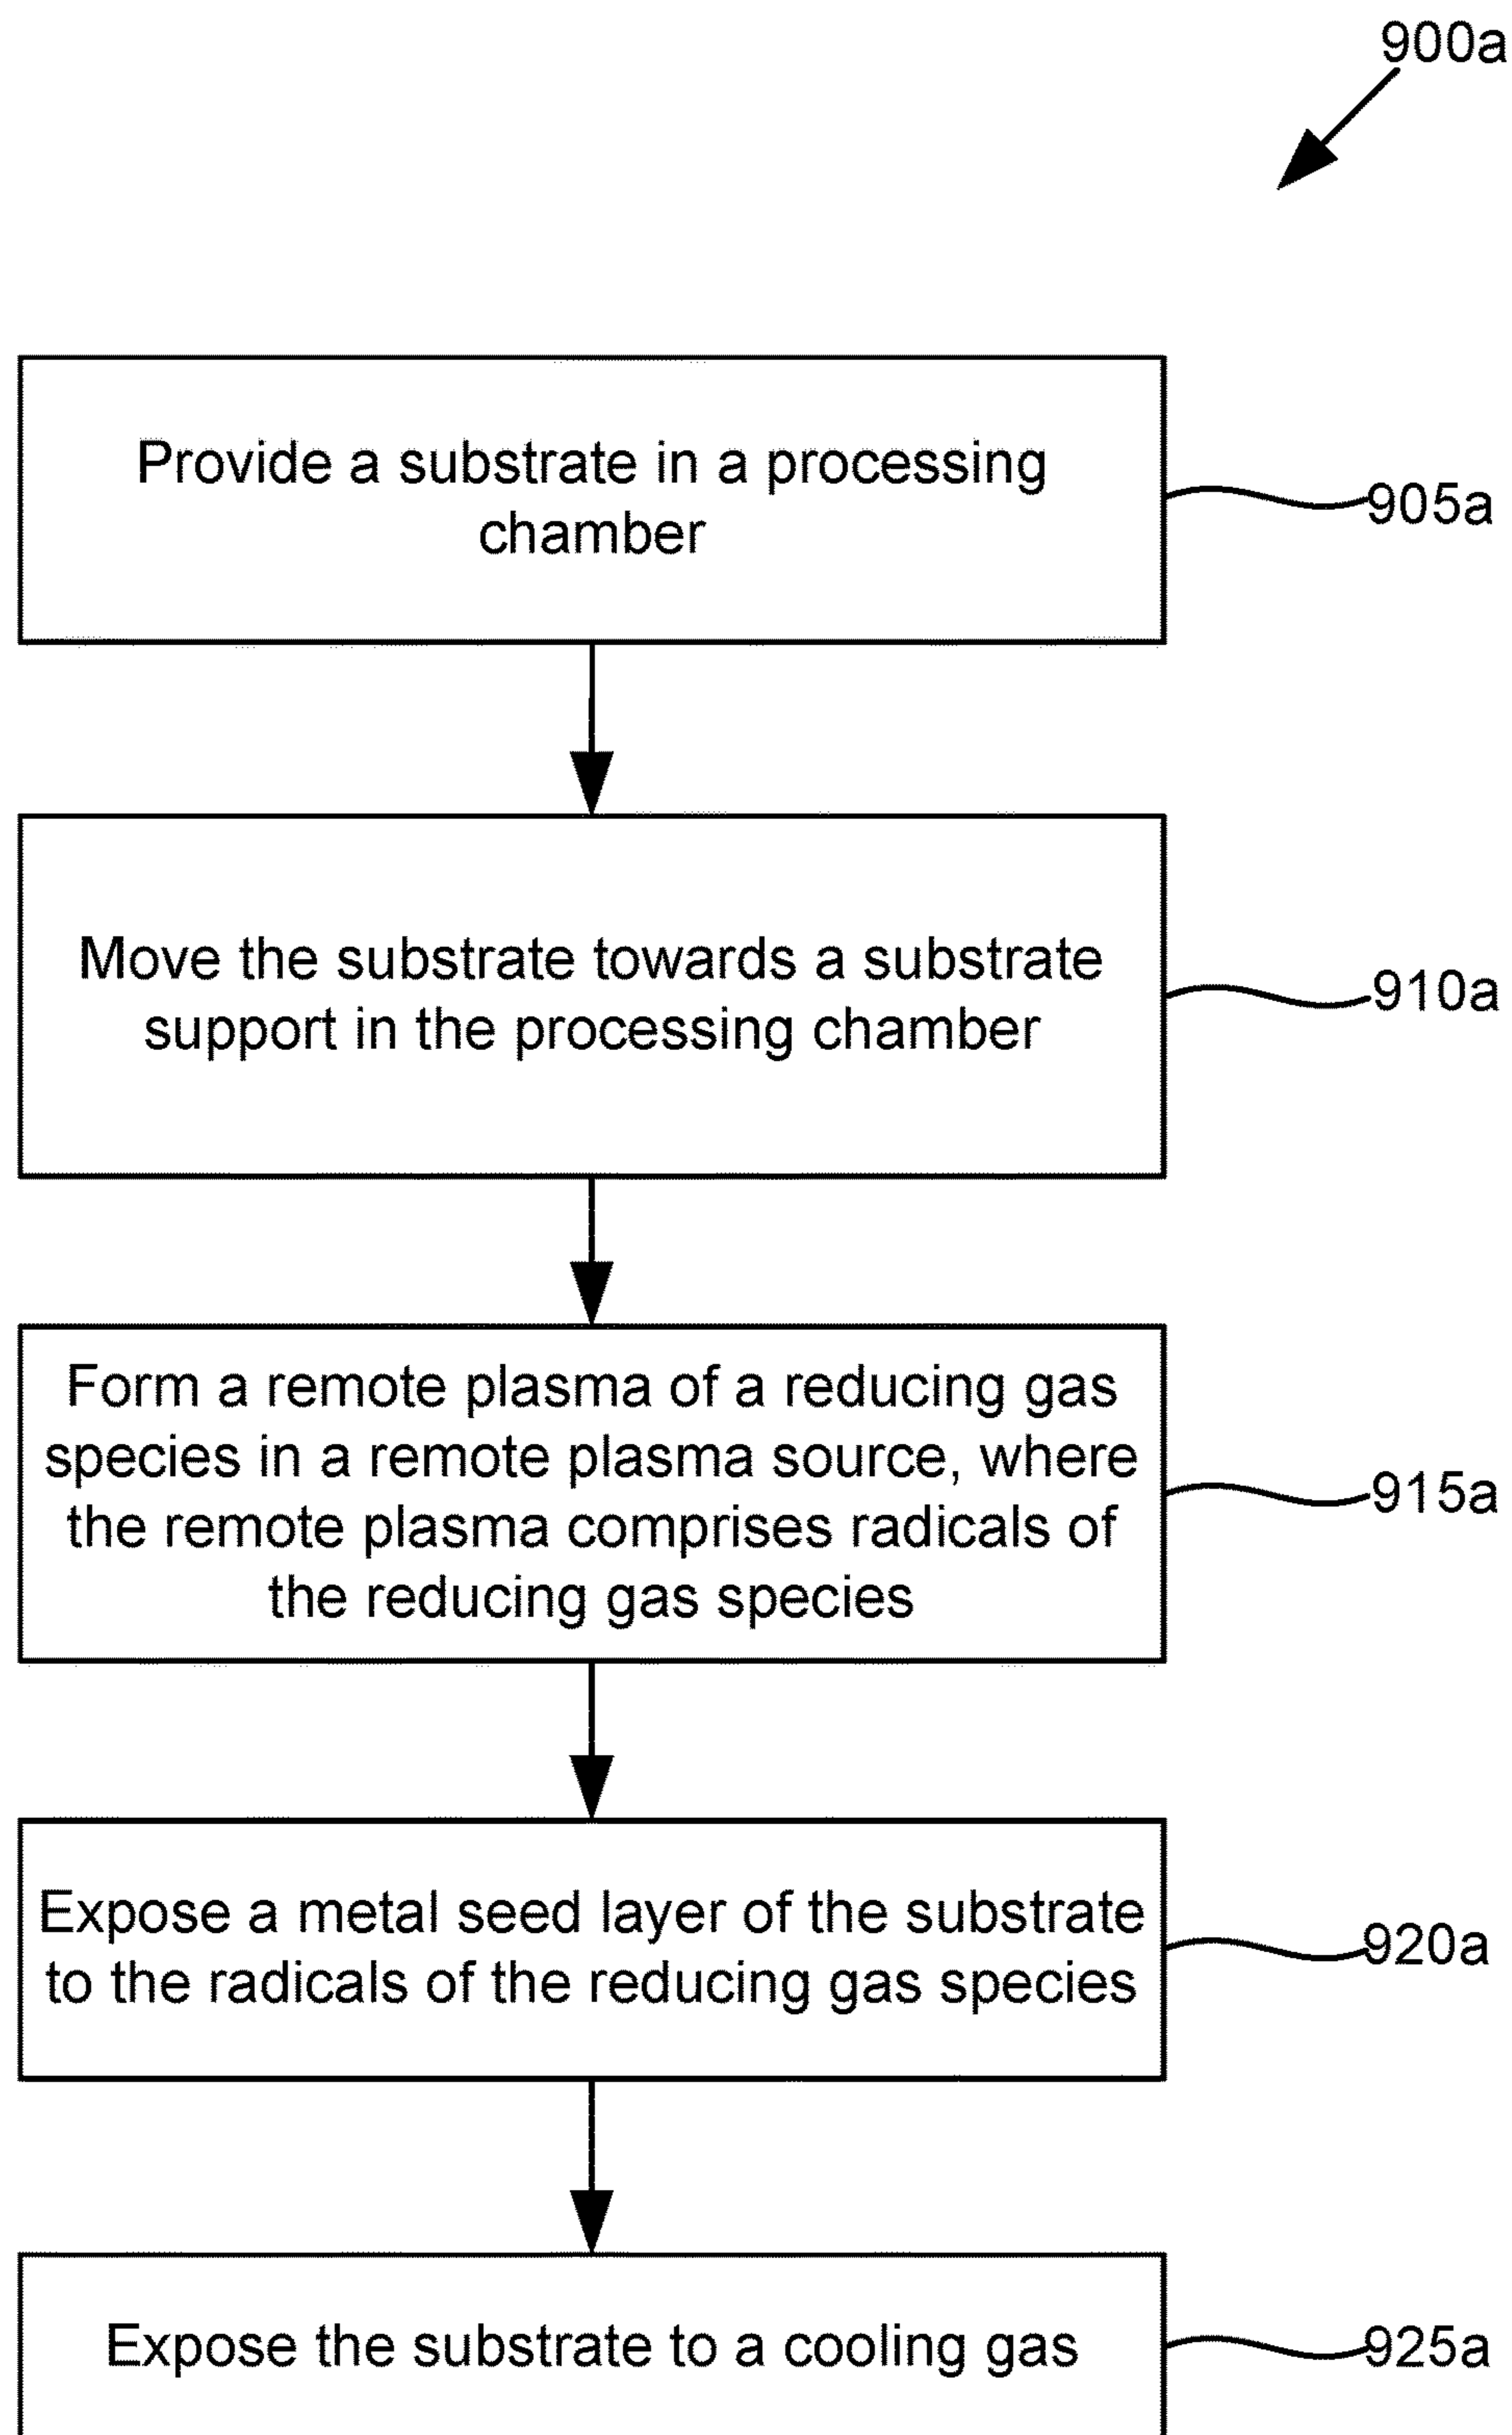 900a
Provide a substrate in a processing
chamber
905a
Move the substrate towards a substrate
support in the processing chamber
910a
Form a remote plasma of a reducing gas
species in a remote plasma source, where
the remote plasma comprises radicals of
the reducing gas species
915a
Expose a metal seed layer of the substrate
to the radicals of the reducing gas species
920a
Expose the substrate to a cooling gas
925a